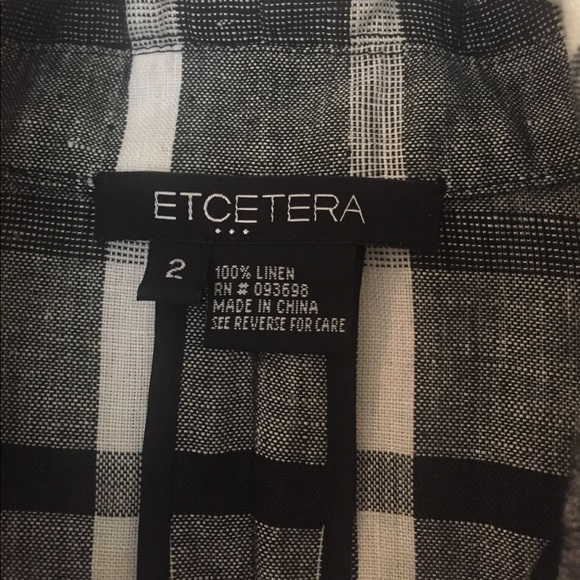 ETCETERA
2
100% LINEN
RN # 093698
MADE IN CHINA
SEE REVERSE FOR CARE